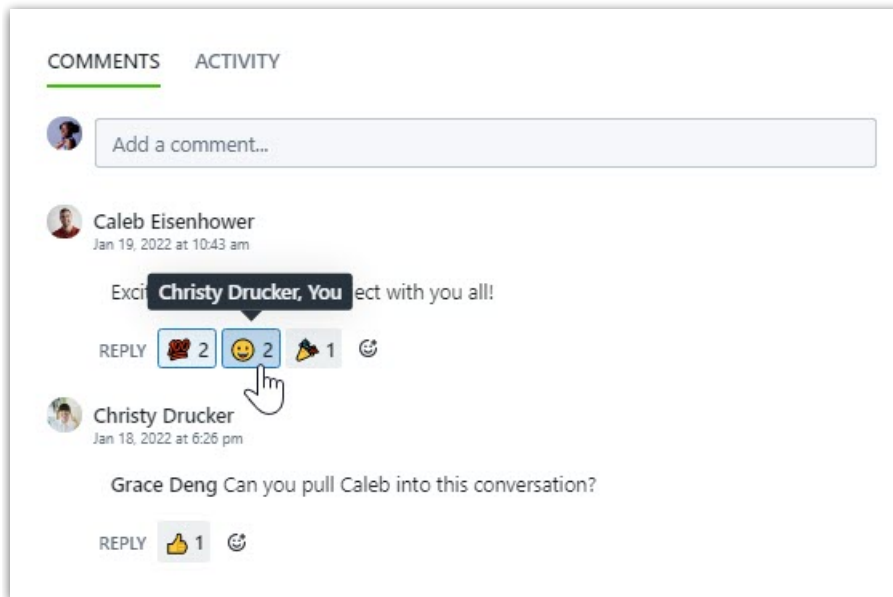 COMMENTS ACTIVITY
Add a comment...
Caleb Eisenhower
Jan 19, 2022 at 10:43 am
Christy Drucker, You
with you all!
REPLY 2 2 1
Christy Drucker
Jan 18, 2022 at 6:26 pm
Grace Deng Can you pull Caleb into this conversation?
REPLY 1